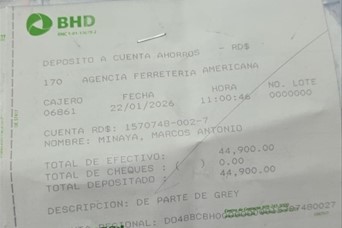 BHD
DEPOSITO A CUENTA AHORROS - RD$
170 AGENCIA FERRETERIA AMERICANA
CAJERO FECHA HORA NO. LOTE
06861 22/01/2026 11:00:46 0000000
CUENTA RD$: 1570748-002-7
NOMBRE: MINAYA, MARCOS ANTONIO
TOTAL DE EFECTIVO: 44,900.00
TOTAL DE CHEQUES : ( ) 0.00
TOTAL DEPOSITADO : 44,900.00
DESCRIPCION: DE PARTE DE GREY